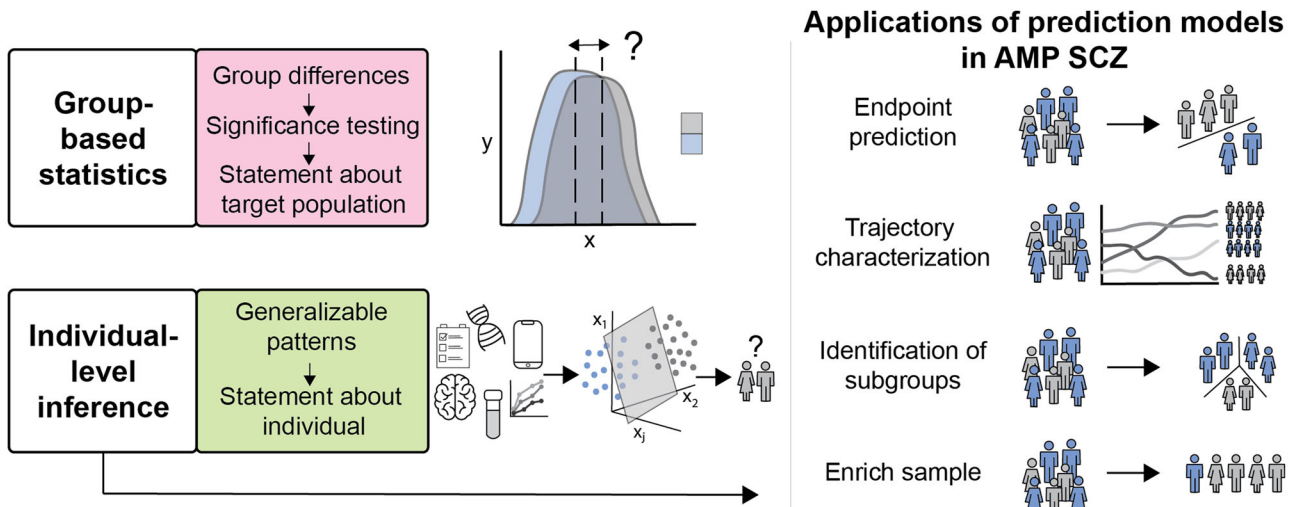 Group-
based
statistics
Group differences
Significance testing
Statement about
target population
?
y
x
Individual-
level
inference
Generalizable
patterns
Statement about
individual
x1
x2
xj
?
Applications of prediction models
in AMP SCZ
Endpoint
prediction
Trajectory
characterization
Identification of
subgroups
Enrich sample